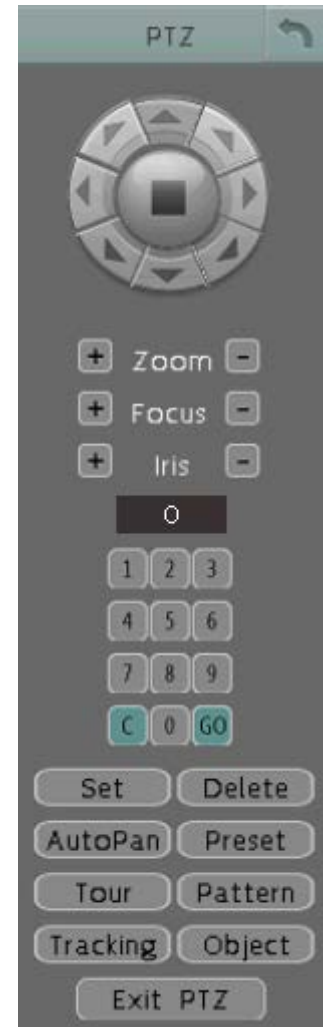 PTZ
+ Zoom -
+ Focus -
+ Iris -
0
1 2 3
4 5 6
7 8 9
C 0 GO
Set Delete
AutoPan Preset
Tour Pattern
Tracking Object
Exit PTZ